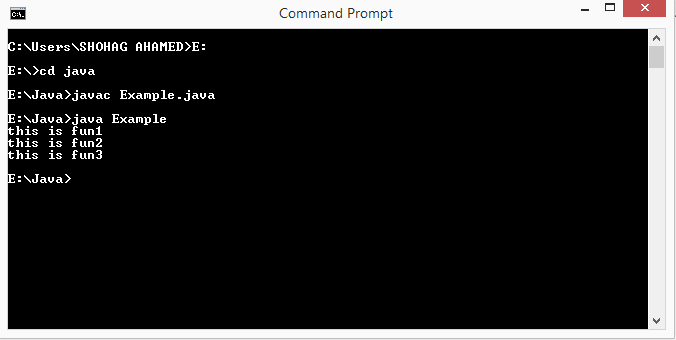 Command Prompt
C:\Users\SHOHAG AHAMED>E:
E:\>cd java
E:\Java>javac Example.java
E:\Java>java Example
this is fun1
this is fun2
this is fun3
E:\Java>